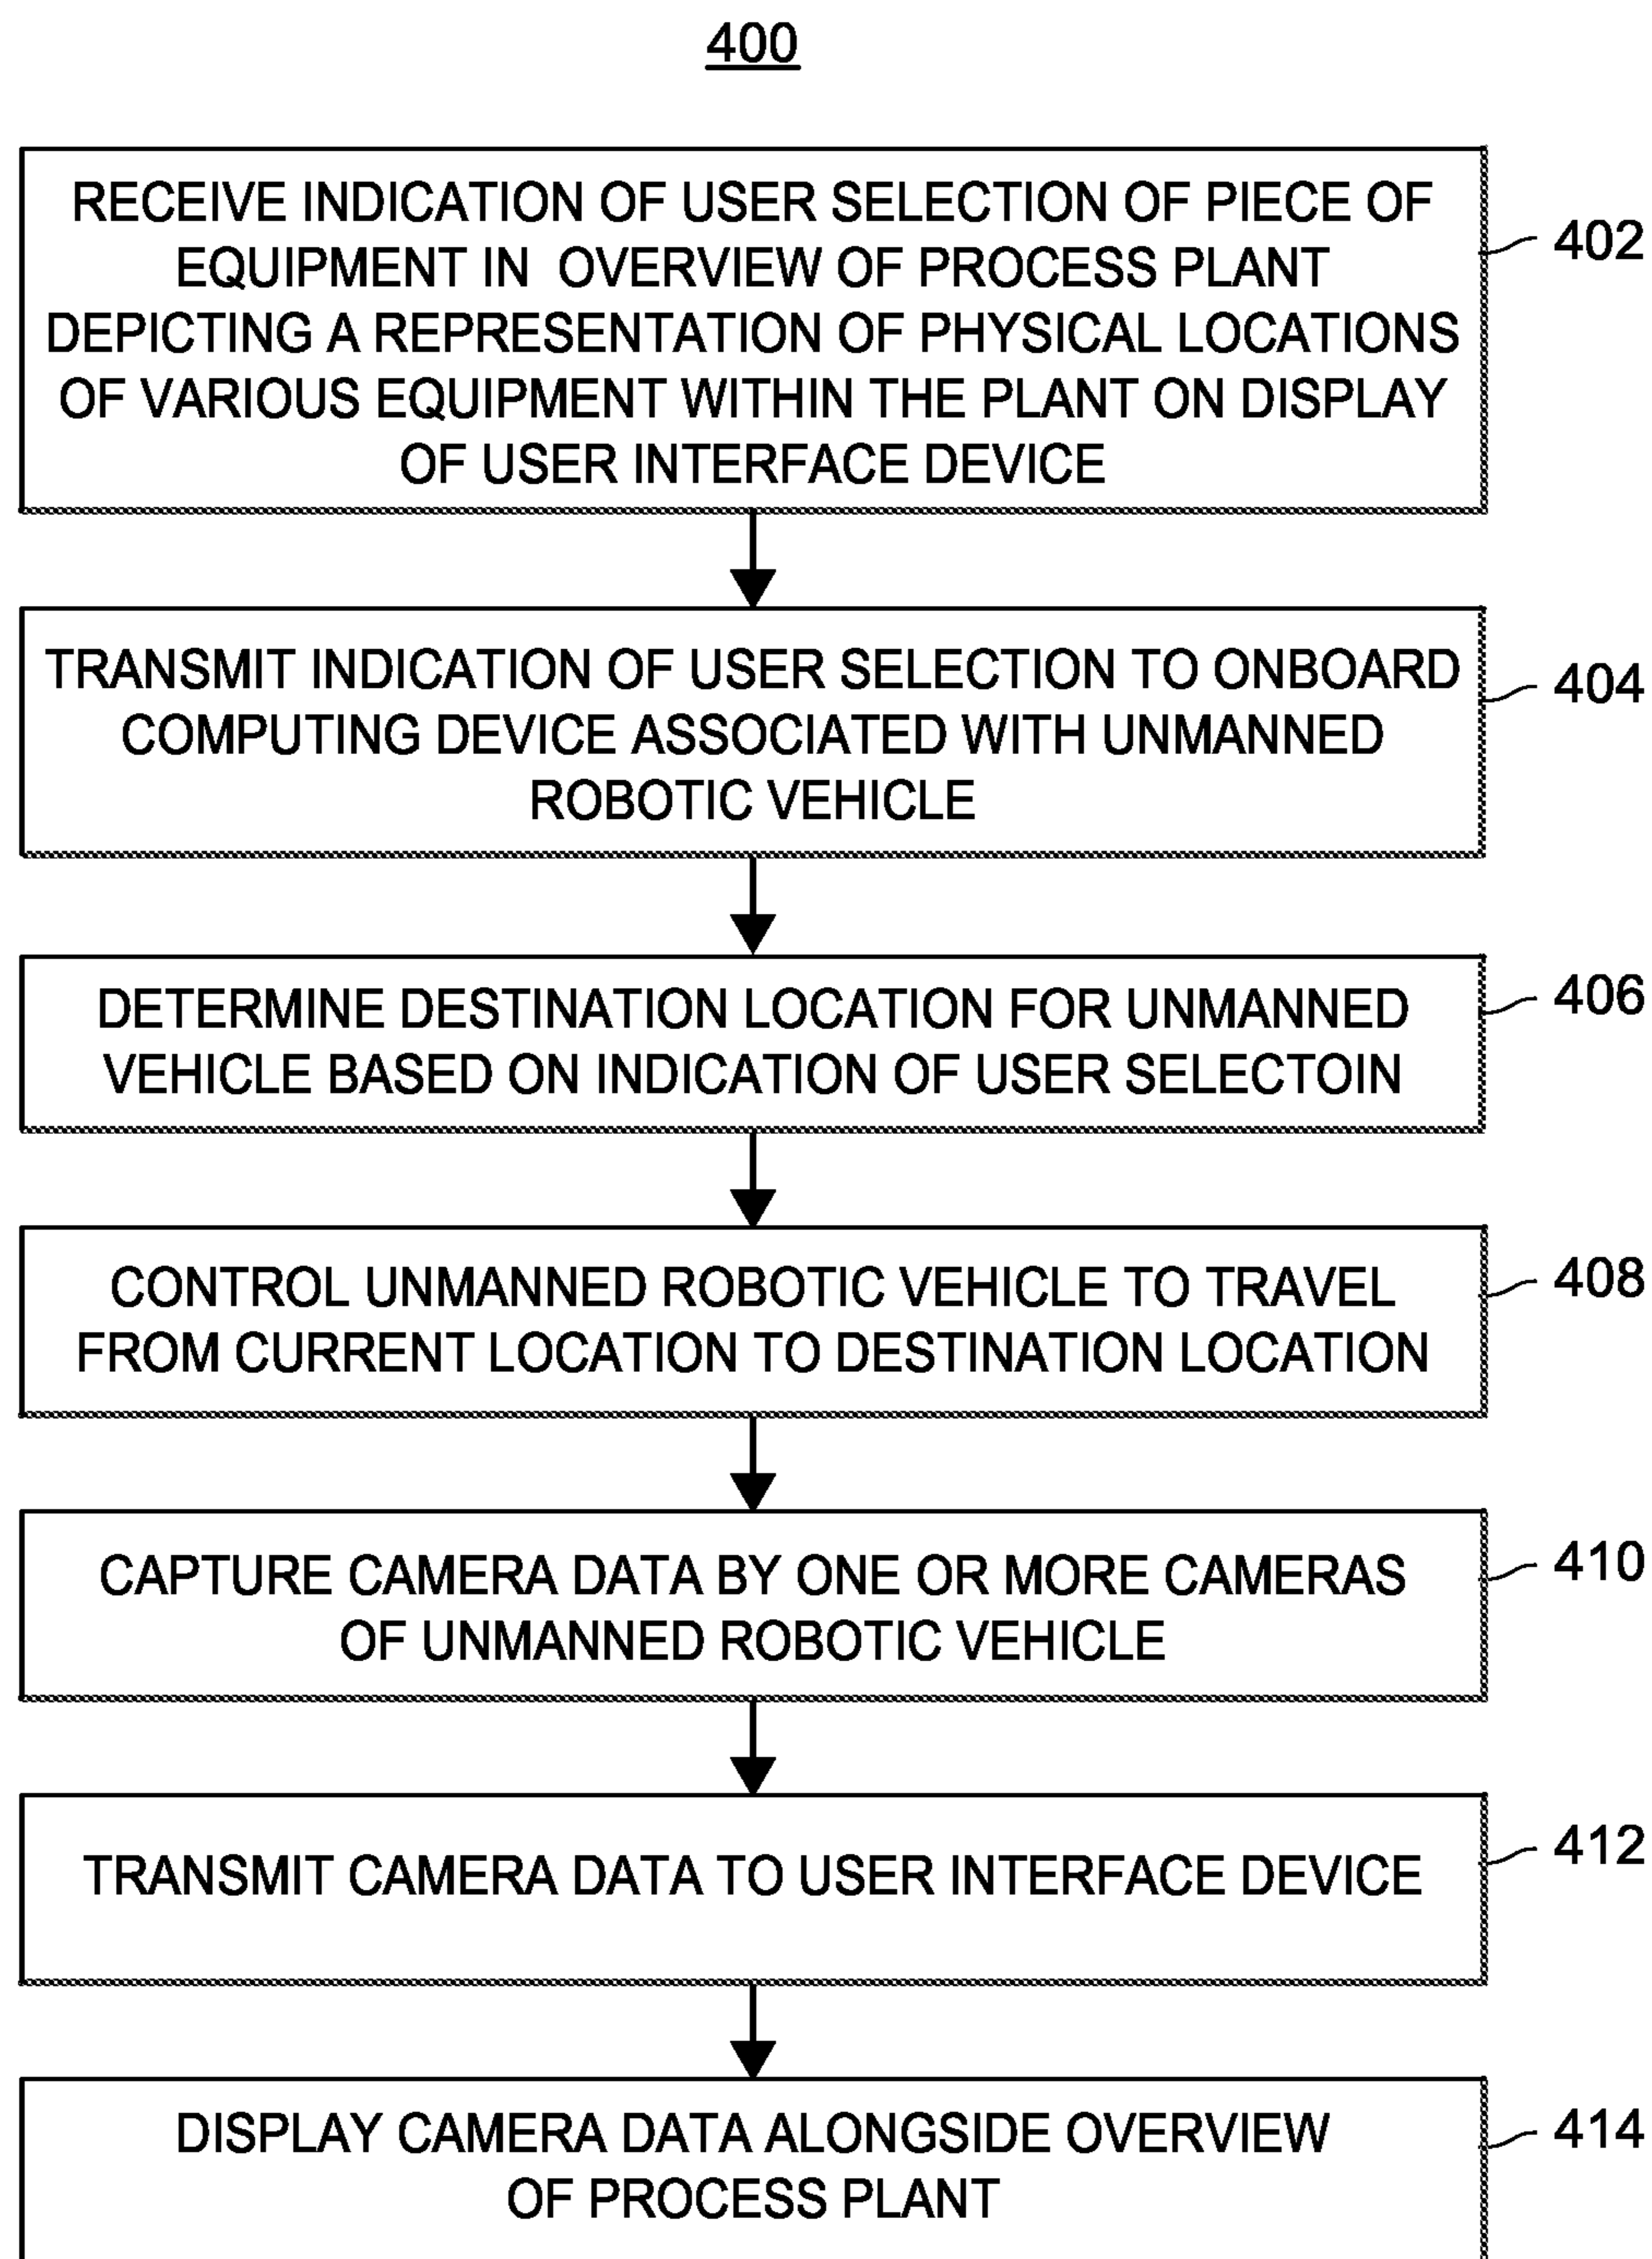 400
RECEIVE INDICATION OF USER SELECTION OF PIECE OF
EQUIPMENT IN OVERVIEW OF PROCESS PLANT
DEPICTING A REPRESENTATION OF PHYSICAL LOCATIONS
OF VARIOUS EQUIPMENT WITHIN THE PLANT ON DISPLAY
OF USER INTERFACE DEVICE
402
TRANSMIT INDICATION OF USER SELECTION TO ONBOARD
COMPUTING DEVICE ASSOCIATED WITH UNMANNED
ROBOTIC VEHICLE
404
DETERMINE DESTINATION LOCATION FOR UNMANNED
VEHICLE BASED ON INDICATION OF USER SELECTOIN
406
CONTROL UNMANNED ROBOTIC VEHICLE TO TRAVEL
FROM CURRENT LOCATION TO DESTINATION LOCATION
408
CAPTURE CAMERA DATA BY ONE OR MORE CAMERAS
OF UNMANNED ROBOTIC VEHICLE
410
TRANSMIT CAMERA DATA TO USER INTERFACE DEVICE
412
DISPLAY CAMERA DATA ALONGSIDE OVERVIEW
OF PROCESS PLANT
414